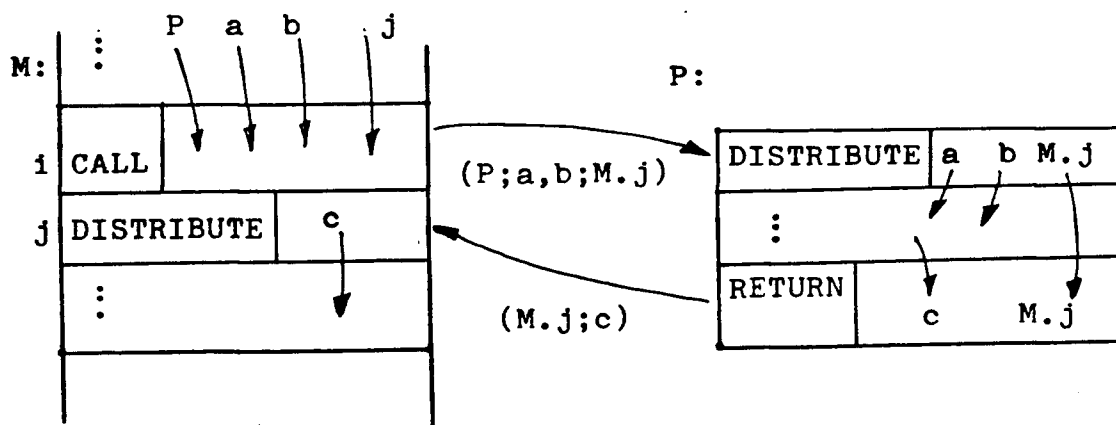 P a b j
M:
P:
i CALL
(P;a,b;M.j)
DISTRIBUTE a b M.j
j DISTRIBUTE c
RETURN
(M.j;c)
c M.j